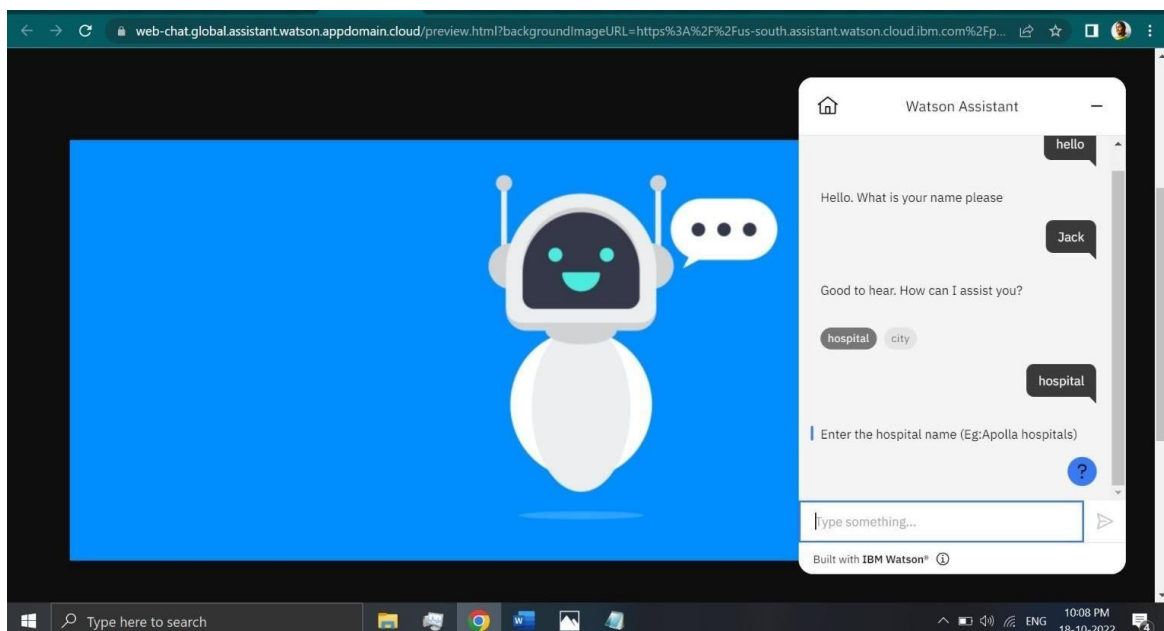 web-chat.global.assistant.watson.appdomain.cloud/preview.html?backgroundImageURL=https%3A%2F%2Fus-south.assistant.watson.cloud.ibm.com%2Fp...
Watson Assistant
hello
Hello. What is your name please
Jack
Good to hear. How can I assist you?
hospital city
hospital
Enter the hospital name (Eg:Apolla hospitals)
?
Type something...
Built with IBM Watson®
Type here to search
ENG
10:08 PM
18-10-2022
4